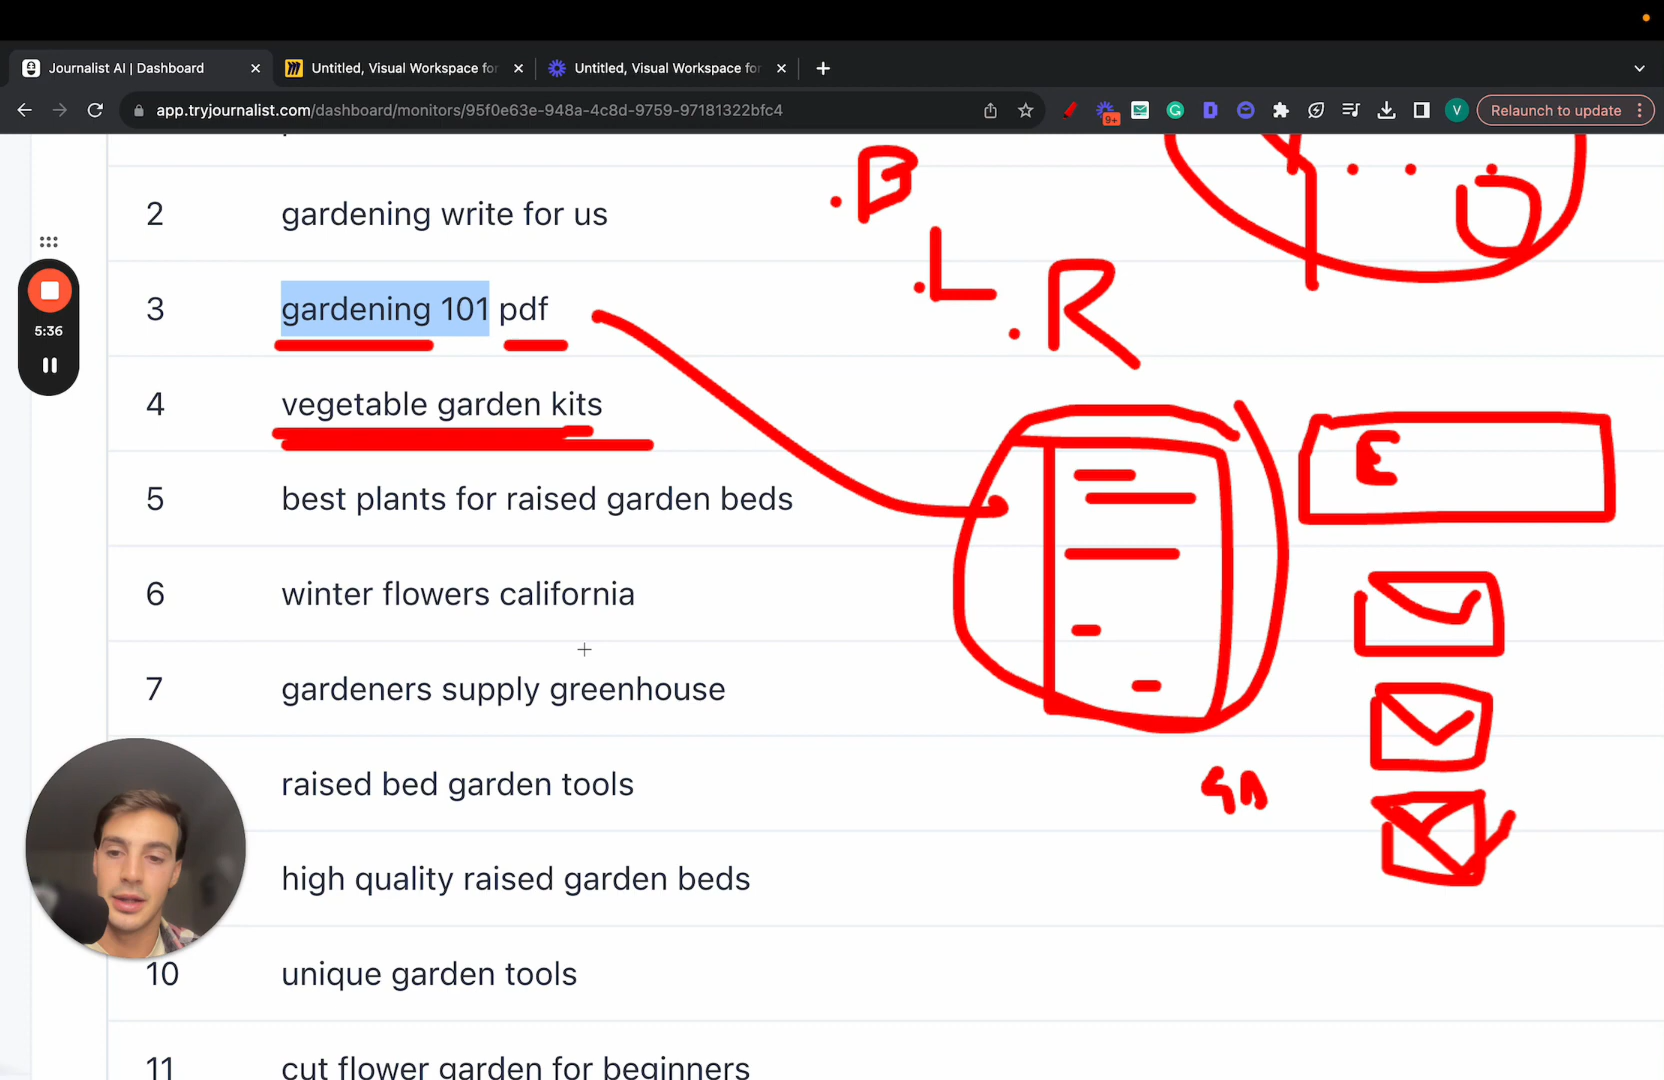 Journalist AI | Dashboard
Untitled, Visual Workspace for
Untitled, Visual Workspace for
app.tryjournalist.com/dashboard/monitors/95f0e63e-948a-4c8d-9759-97181322bfc4
9+
V
Relaunch to update
. B
2 gardening write for us
. L
3 gardening 101 pdf
. R
5:36
4 vegetable garden kits
E
5 best plants for raised garden beds
6 winter flowers california
7 gardeners supply greenhouse
raised bed garden tools
high quality raised garden beds
10 unique garden tools
11 cut flower garden for beginners